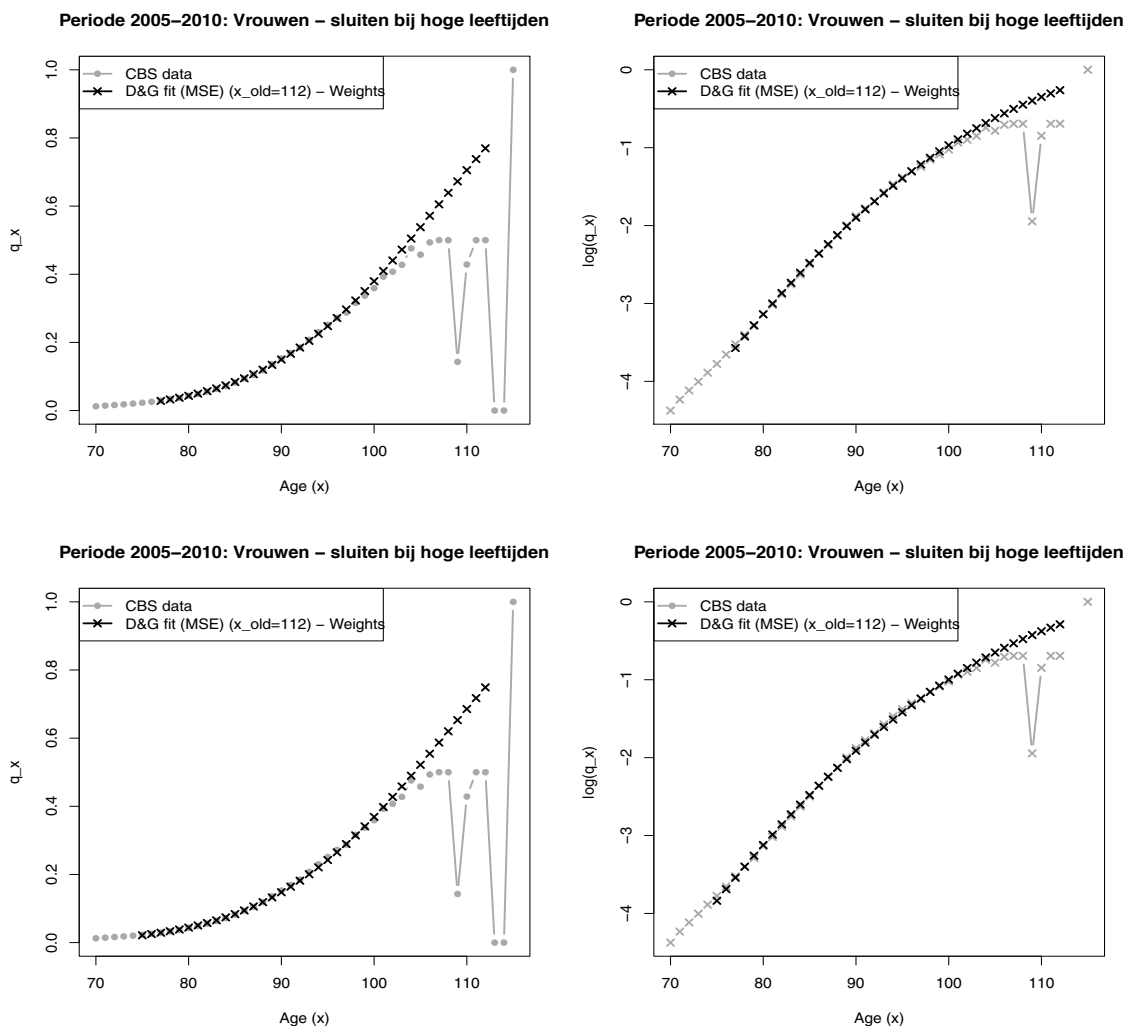 Periode 2005–2010: Vrouwen – sluiten bij hoge leeftijden
CBS data
D&G fit (MSE) (x_old=112) – Weights
q_x
1.0
0.8
0.6
0.4
0.2
0.0
70 80 90 100 110
Age (x)
Periode 2005–2010: Vrouwen – sluiten bij hoge leeftijden
CBS data
D&G fit (MSE) (x_old=112) – Weights
log(q_x)
0
−1
−2
−3
−4
70 80 90 100 110
Age (x)
Periode 2005–2010: Vrouwen – sluiten bij hoge leeftijden
CBS data
D&G fit (MSE) (x_old=112) – Weights
q_x
1.0
0.8
0.6
0.4
0.2
0.0
70 80 90 100 110
Age (x)
Periode 2005–2010: Vrouwen – sluiten bij hoge leeftijden
CBS data
D&G fit (MSE) (x_old=112) – Weights
log(q_x)
0
−1
−2
−3
−4
70 80 90 100 110
Age (x)